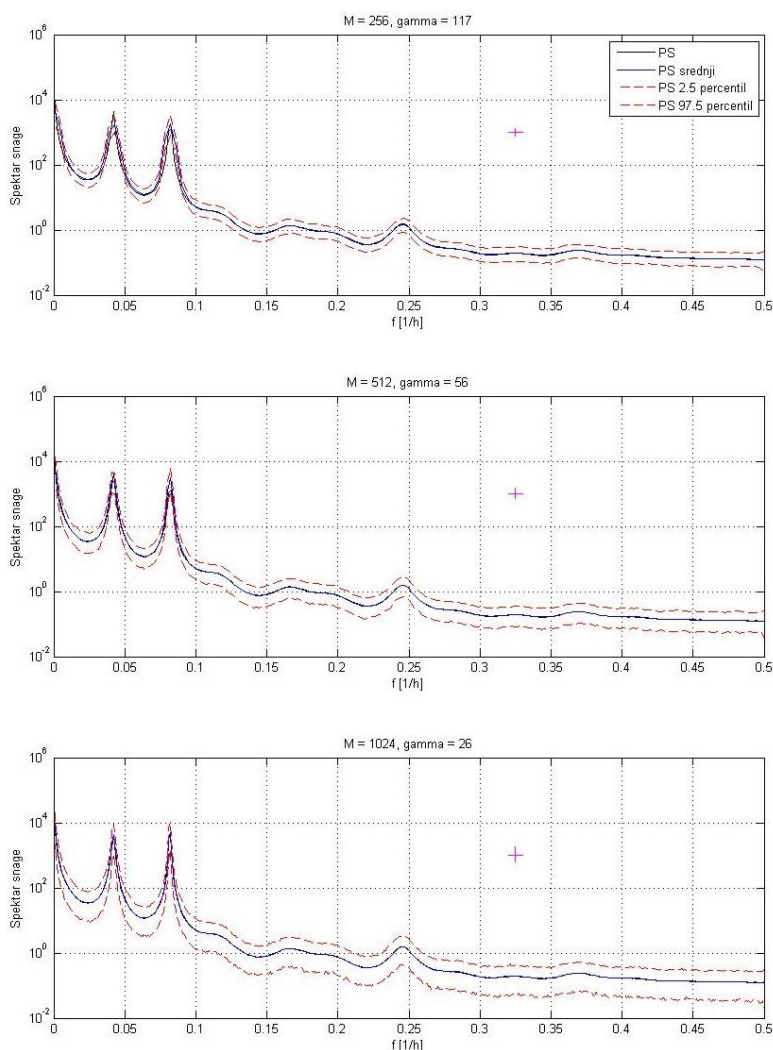 M = 256, gamma = 117
10^6
10^4
10^2
10^0
10^-2
Spektar snage
PS
PS srednji
PS 2.5 percentil
PS 97.5 percentil
0 0.05 0.1 0.15 0.2 0.25 0.3 0.35 0.4 0.45 0.5
f [1/h]
M = 512, gamma = 56
10^6
10^4
10^2
10^0
10^-2
Spektar snage
0 0.05 0.1 0.15 0.2 0.25 0.3 0.35 0.4 0.45 0.5
f [1/h]
M = 1024, gamma = 26
10^6
10^4
10^2
10^0
10^-2
Spektar snage
0 0.05 0.1 0.15 0.2 0.25 0.3 0.35 0.4 0.45 0.5
f [1/h]